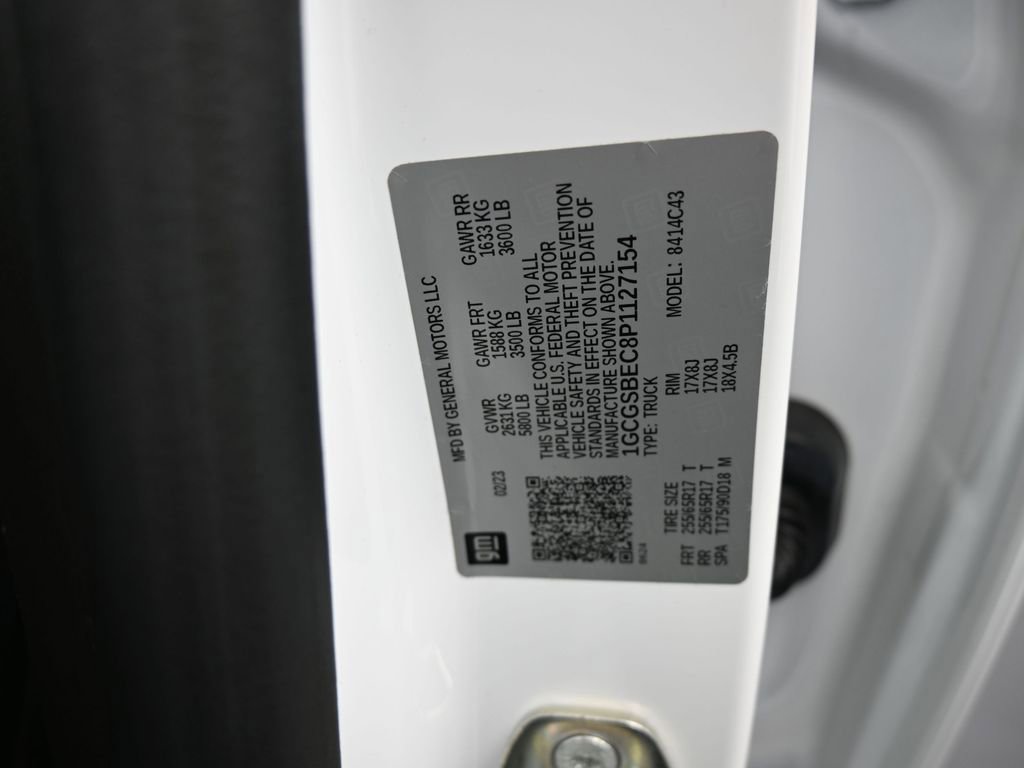 gm
MFD BY GENERAL MOTORS LLC
02/23
GVWR GAWR FRT GAWR RR
2631 KG 1588 KG 1633 KG
5800 LB 3500 LB 3600 LB
THIS VEHICLE CONFORMS TO ALL
APPLICABLE U.S. FEDERAL MOTOR
VEHICLE SAFETY AND THEFT PREVENTION
STANDARDS IN EFFECT ON THE DATE OF
MANUFACTURE SHOWN ABOVE.
1GCGSBEC8P1127154
TYPE: TRUCK
TIRE SIZE RIM MODEL: 8414C43
FRT 255/65R17 T 17X8J
RR 255/65R17 T 17X8J
SPA T175/90D18 M 18X4.5B